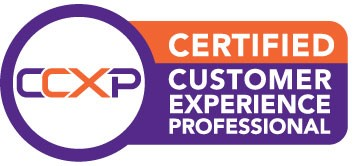 CCXP
CERTIFIED
CUSTOMER
EXPERIENCE
PROFESSIONAL